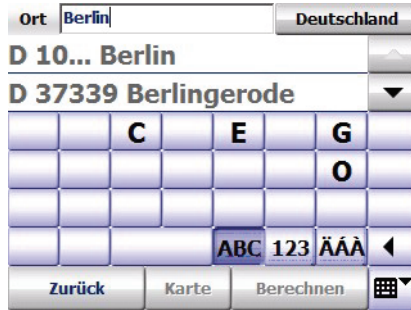 Ort Berlin Deutschland
D 10... Berlin
D 37339 Berlingerode
C E G
O
ABC 123 ÄÁÀ
Zurück Karte Berechnen